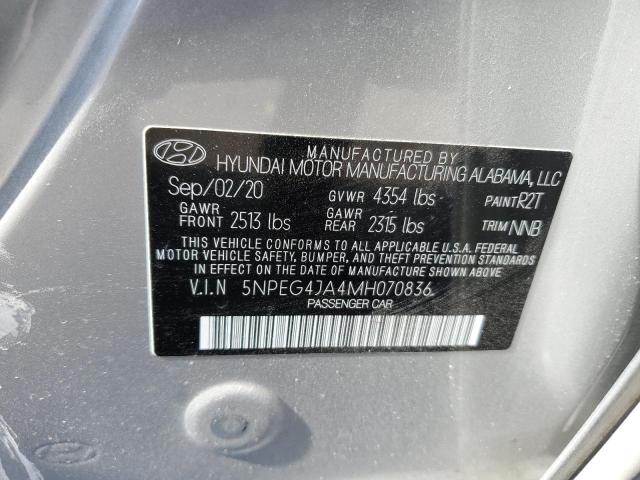 MANUFACTURED BY
HYUNDAI MOTOR MANUFACTURING ALABAMA, LLC
Sep/02/20 GVWR 4354 lbs PAINT R2T
GAWR FRONT 2513 lbs GAWR REAR 2315 lbs TRIM NNB
THIS VEHICLE CONFORMS TO ALL APPLICABLE U.S.A. FEDERAL
MOTOR VEHICLE SAFETY, BUMPER, AND THEFT PREVENTION STANDARDS
IN EFFECT ON THE DATE OF MANUFACTURE SHOWN ABOVE.
V.I.N 5NPEG4JA4MH070836
PASSENGER CAR